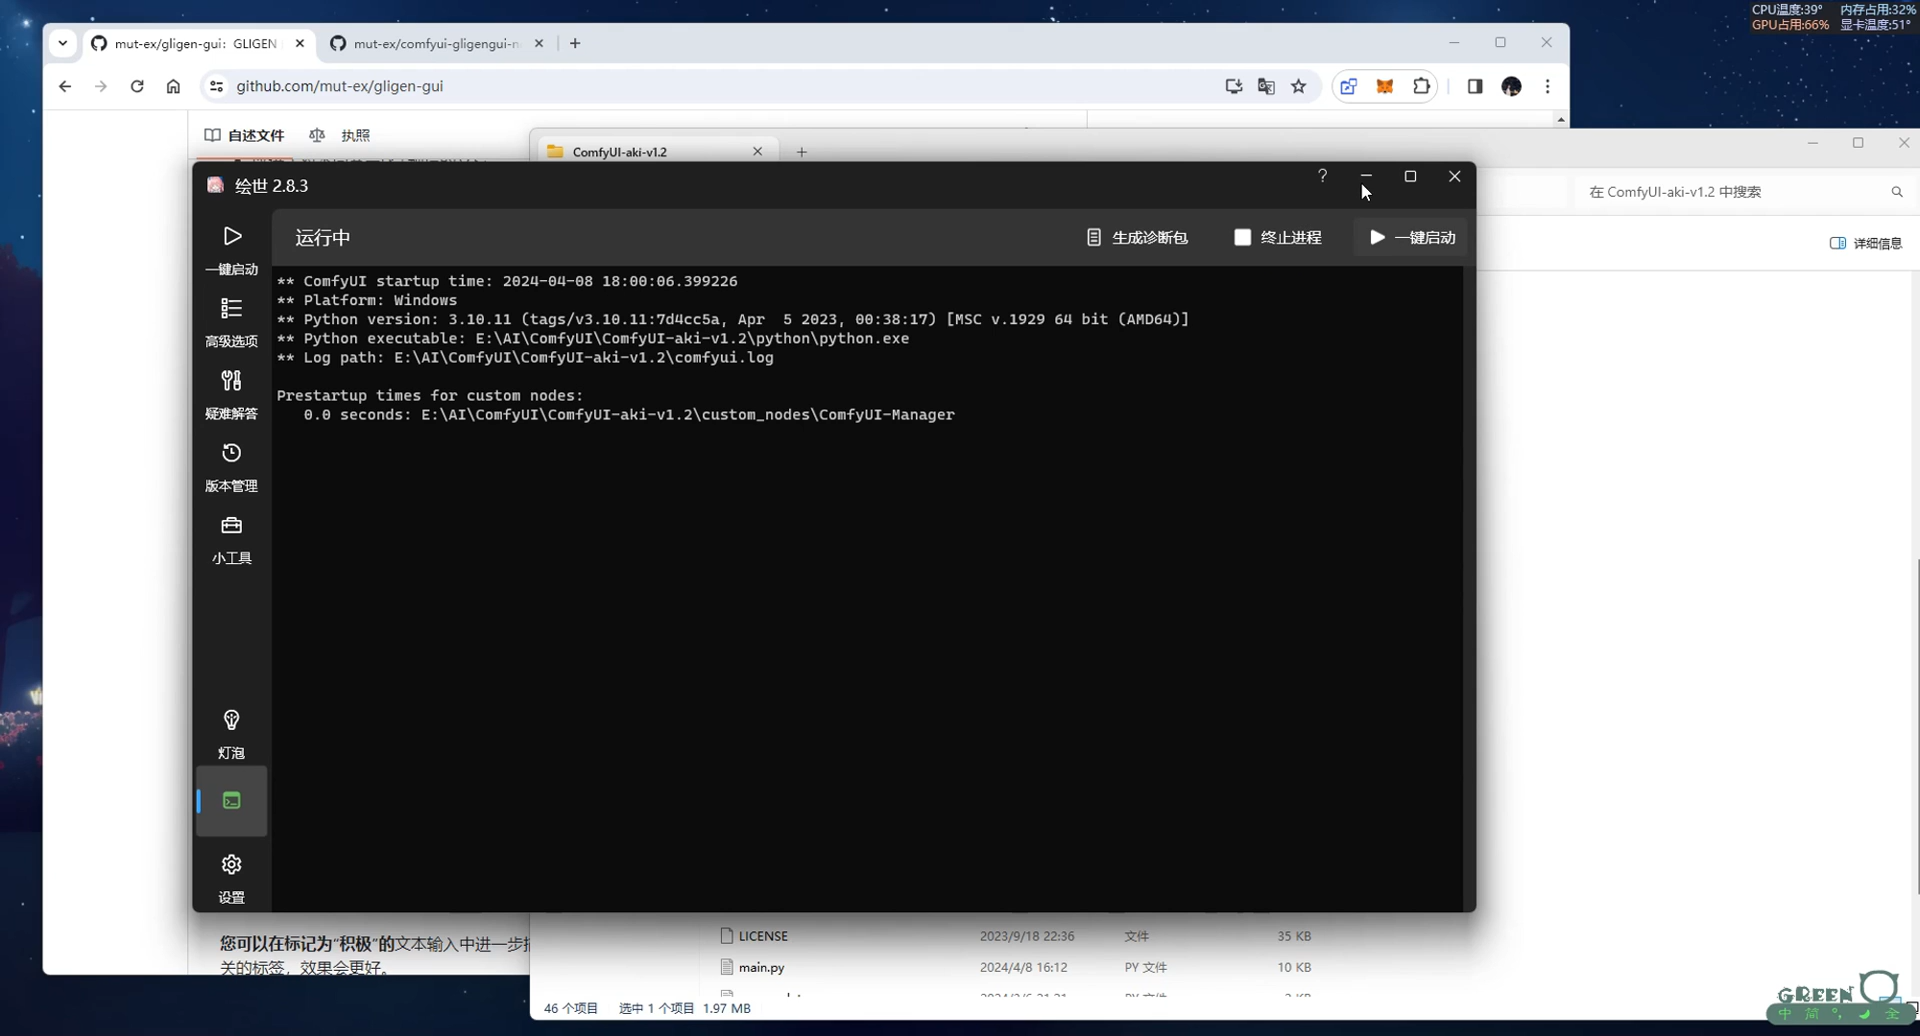 CPU温度:39° 内存占用:32%
GPU占用:66% 显卡温度:51°
mut-ex/gligen-gui: GLIGEN
mut-ex/comfyui-gligengui-n
github.com/mut-ex/gligen-gui
自述文件 执照
ComfyUI-aki-v1.2
在 ComfyUI-aki-v1.2 中搜索
详细信息
绘世 2.8.3
运行中
生成诊断包 终止进程 一键启动
一键启动
高级选项
疑难解答
版本管理
小工具
灯泡
设置
** ComfyUI startup time: 2024-04-08 18:00:06.399226
** Platform: Windows
** Python version: 3.10.11 (tags/v3.10.11:7d4cc5a, Apr  5 2023, 00:38:17) [MSC v.1929 64 bit (AMD64)]
** Python executable: E:\AI\ComfyUI\ComfyUI-aki-v1.2\python\python.exe
** Log path: E:\AI\ComfyUI\ComfyUI-aki-v1.2\comfyui.log
Prestartup times for custom nodes:
0.0 seconds: E:\AI\ComfyUI\ComfyUI-aki-v1.2\custom_nodes\ComfyUI-Manager
您可以在标记为“积极”的文本输入中进一步
关的标签，效果会更好。
LICENSE 2023/9/18 22:36 文件 35 KB
main.py 2024/4/8 16:12 PY 文件 10 KB
46 个项目 选中 1 个项目 1.97 MB
GREEN
中 简 °, 全